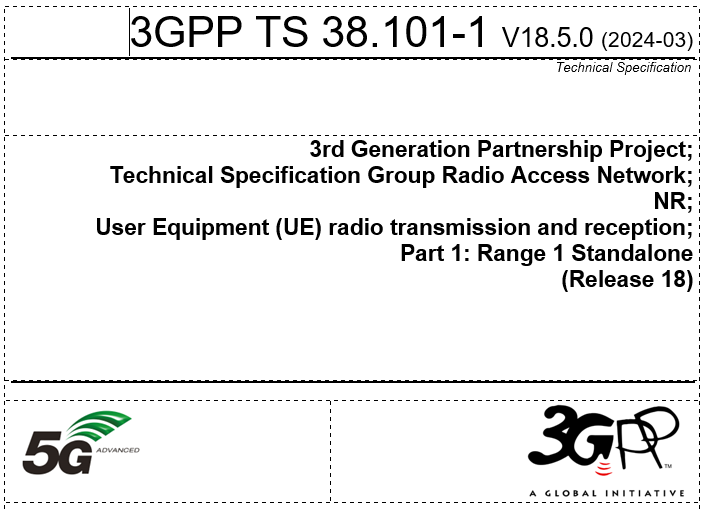 3GPP TS 38.101-1 V18.5.0 (2024-03)
Technical Specification
3rd Generation Partnership Project;
Technical Specification Group Radio Access Network;
NR;
User Equipment (UE) radio transmission and reception;
Part 1: Range 1 Standalone
(Release 18)
5G ADVANCED
3GPP TM
A GLOBAL INITIATIVE